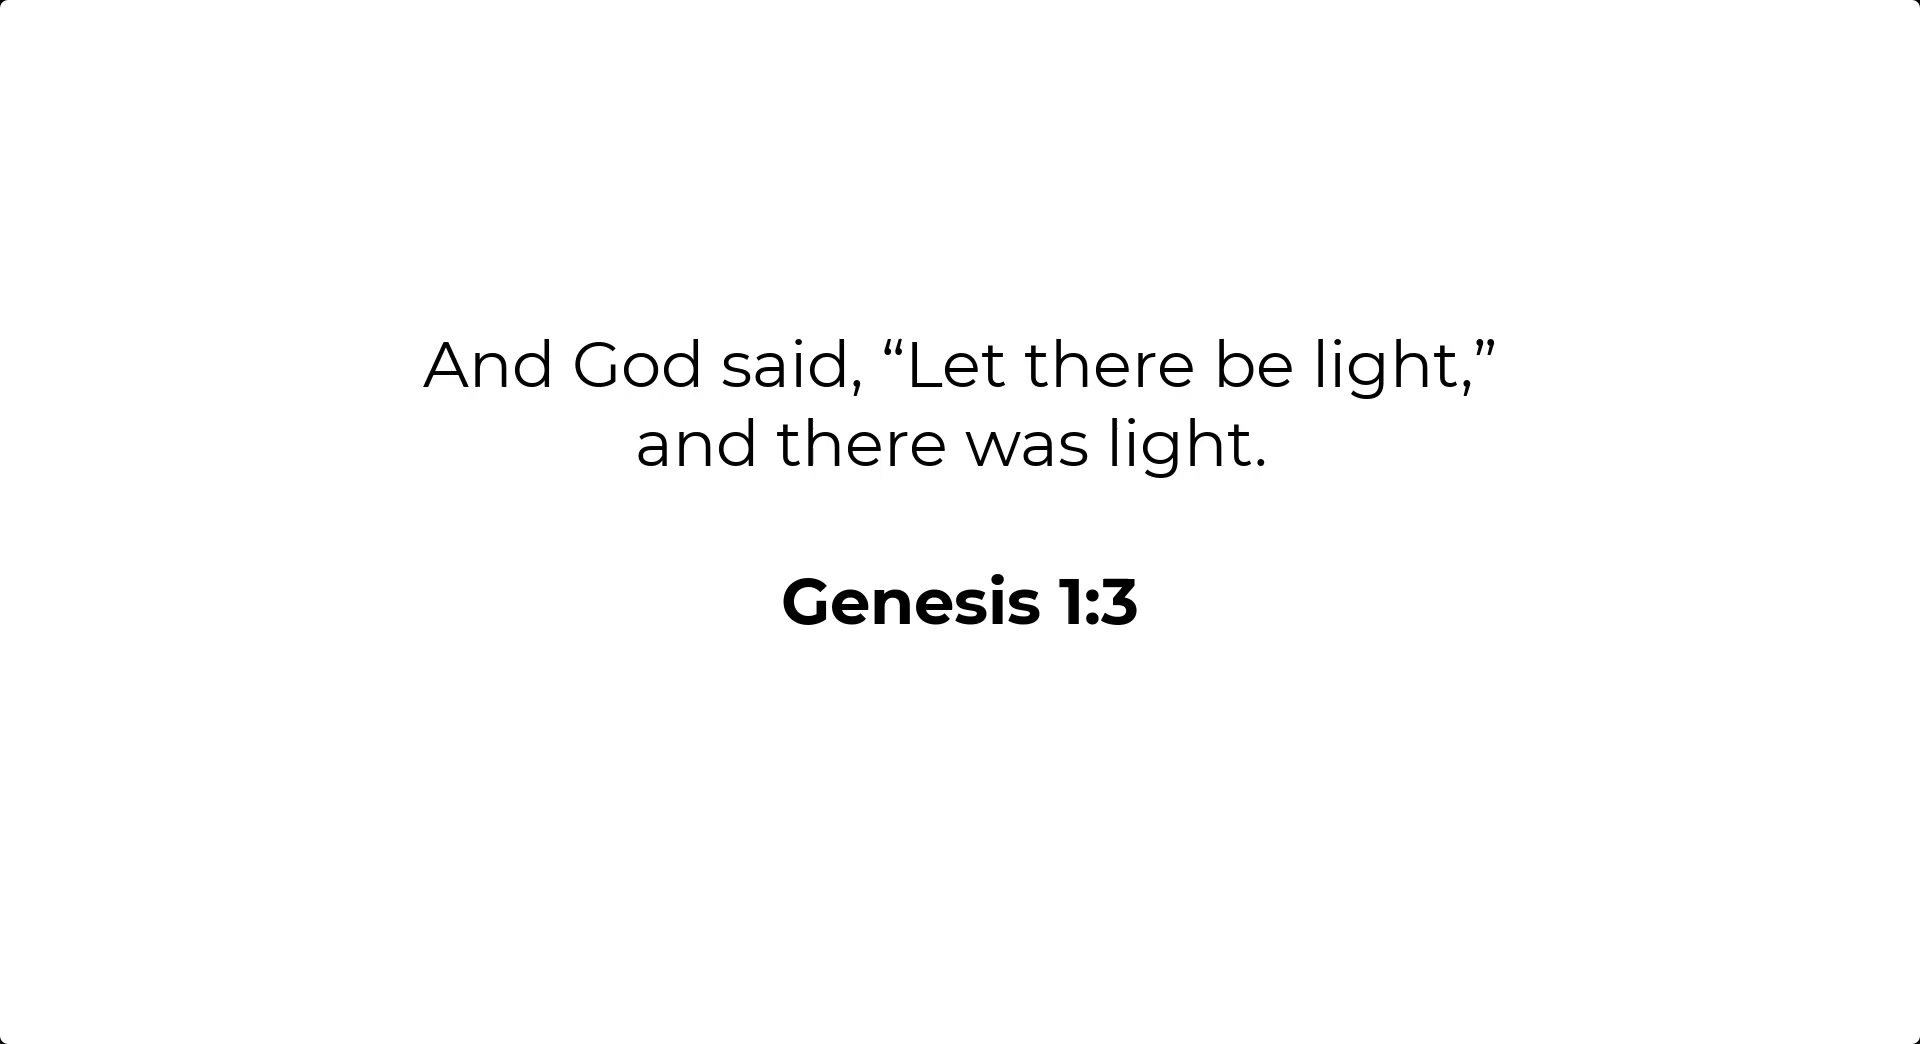 And God said, “Let there be light,”
and there was light.
Genesis 1:3